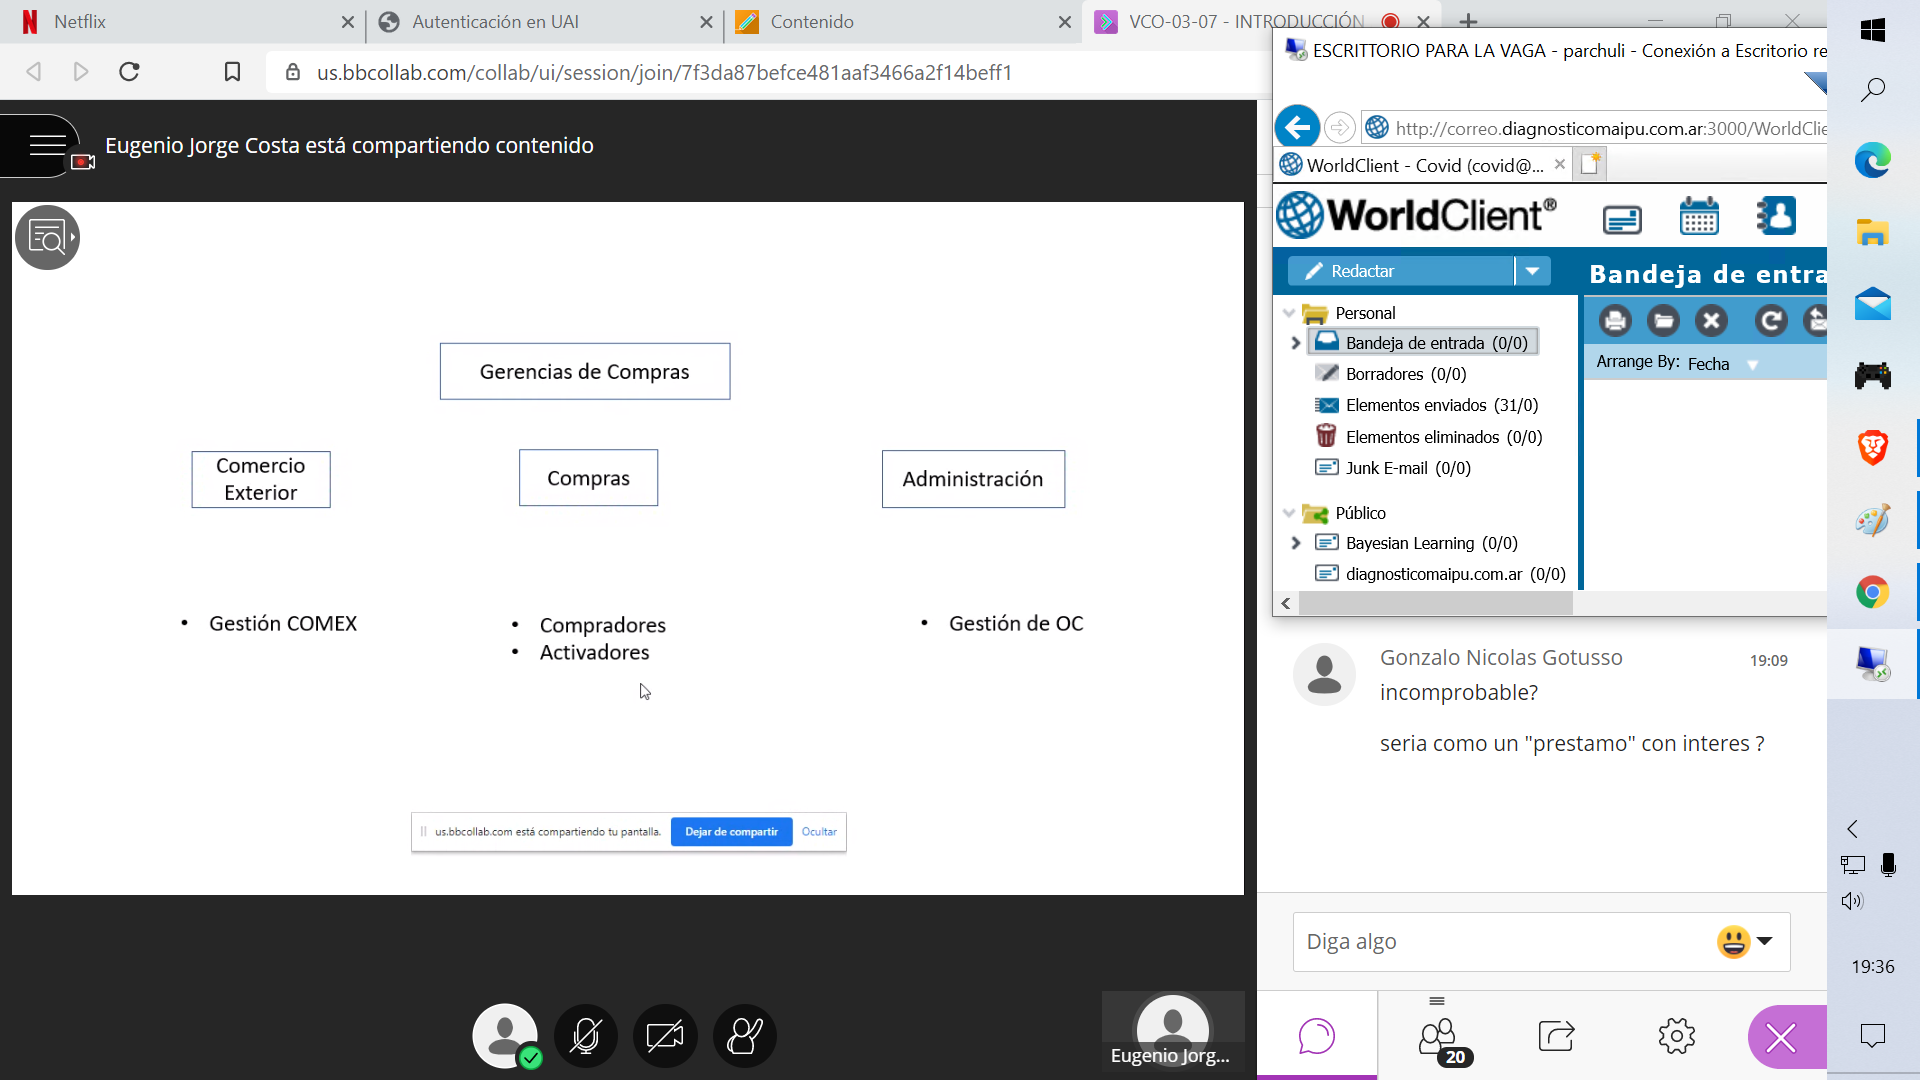 Netflix
Autenticación en UAI
Contenido
VCO-03-07 - INTRODUCCIÓN
us.bbcollab.com/collab/ui/session/join/7f3da87befce481aaf3466a2f14beff1
Eugenio Jorge Costa está compartiendo contenido
Gerencias de Compras
Comercio
Exterior
Compras
Administración
• Gestión COMEX
• Compradores
• Activadores
• Gestión de OC
us.bbcollab.com está compartiendo tu pantalla.
Dejar de compartir
Ocultar
Eugenio Jorg...
ESCRITTORIO PARA LA VAGA - parchuli - Conexión a Escritorio re
http://correo.diagnosticomaipu.com.ar:3000/WorldClie
WorldClient - Covid (covid@...
WorldClient®
Redactar
Bandeja de entra
Personal
Bandeja de entrada (0/0)
Borradores (0/0)
Elementos enviados (31/0)
Elementos eliminados (0/0)
Junk E-mail (0/0)
Público
Bayesian Learning (0/0)
diagnosticomaipu.com.ar (0/0)
Arrange By: Fecha
Gonzalo Nicolas Gotusso
19:09
incomprobable?
seria como un "prestamo" con interes ?
Diga algo
20
19:36